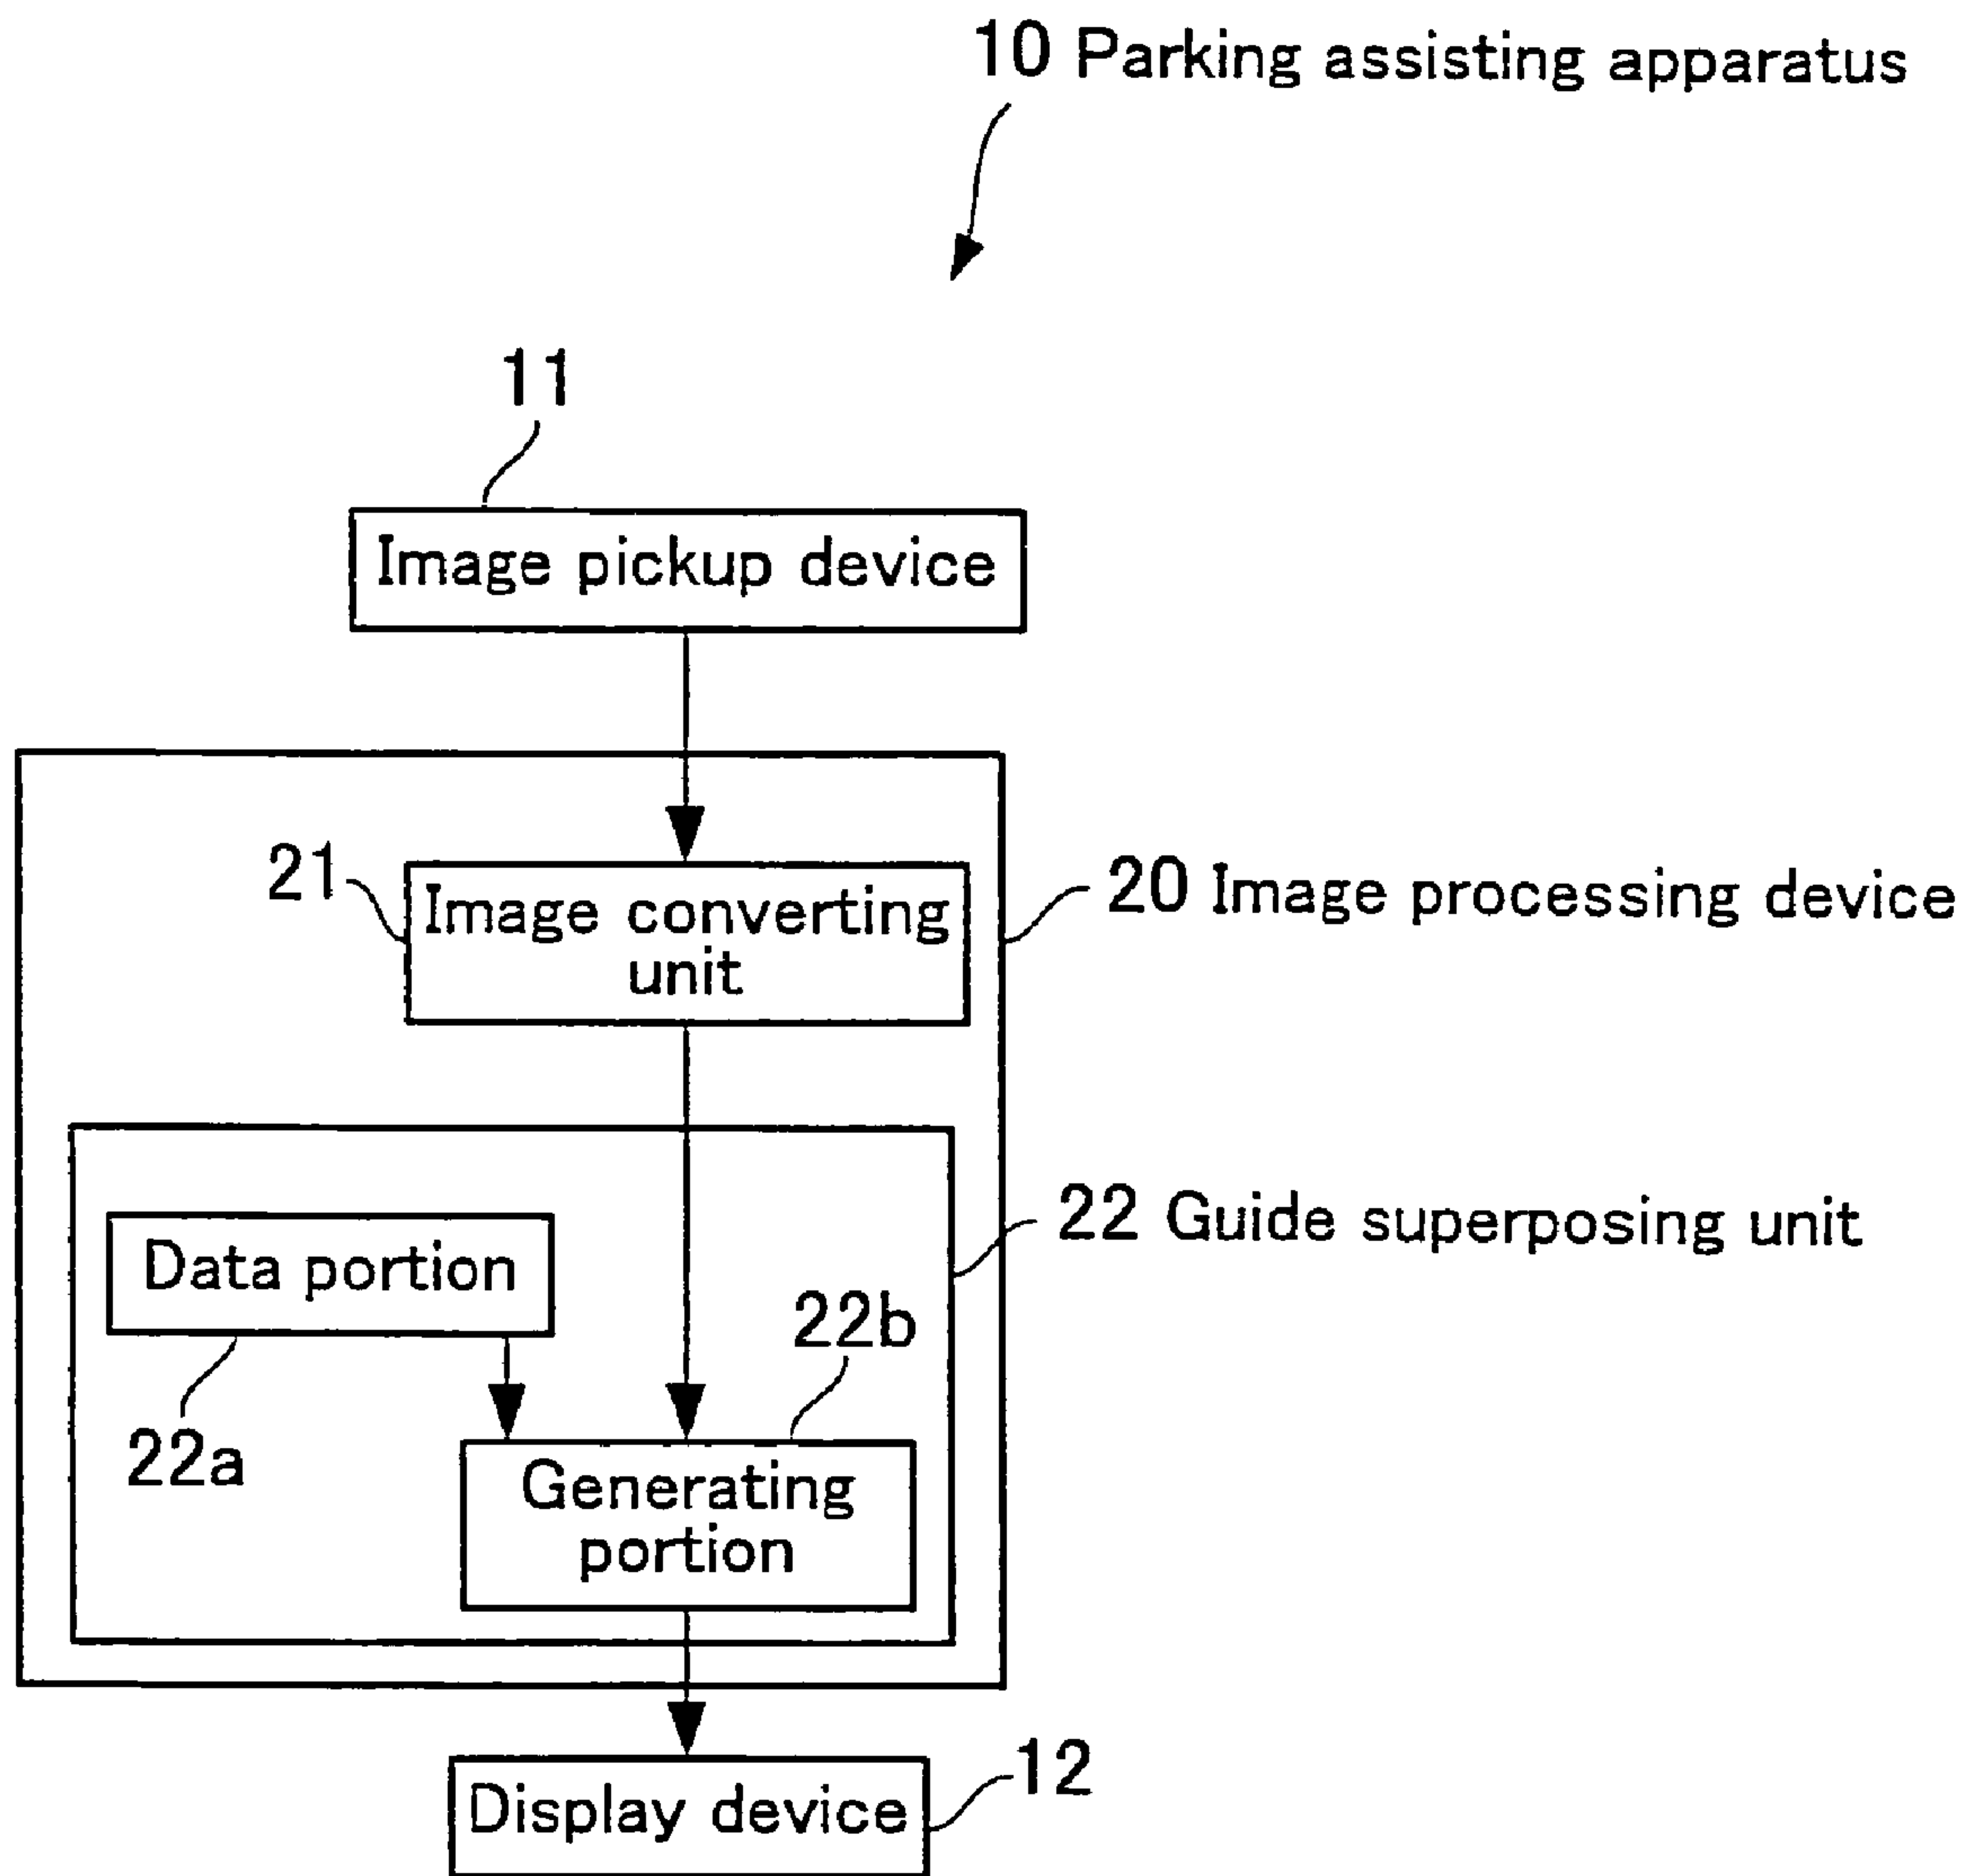 10 Parking assisting apparatus
11
Image pickup device
21
Image converting
unit
20 Image processing device
22 Guide superposing unit
Data portion
22b
22a
Generating
portion
12
Display device